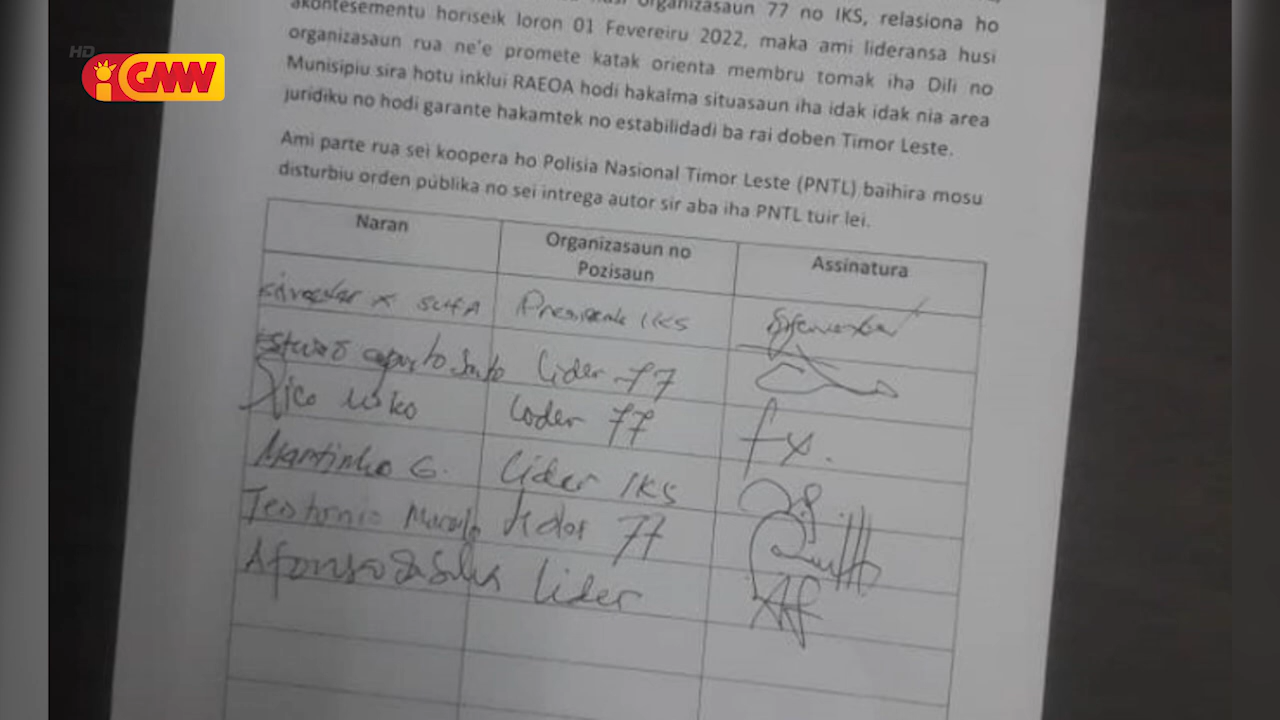 HD
GMN
organizasaun 77 no IKS, relasiona ho
akontesementu horiseik loron 01 Fevereiru 2022, maka ami lideransa husi
organizasaun rua ne'e promete katak orienta membru tomak iha Dili no
Munisipiu sira hotu inklui RAEOA hodi hakalma situasaun iha idak idak nia area
juridiku no hodi garante hakamtek no estabilidadi ba rai doben Timor Leste.
Ami parte rua sei koopera ho Polisia Nasional Timor Leste (PNTL) baihira mosu
disturbiu orden públika no sei intrega autor sir aba iha PNTL tuir lei.
Naran Organizasaun no Pozisaun Assinatura
IKS
Lider 77
Loder 77
Martinho G. Lider IKS
77
Afonso Lider